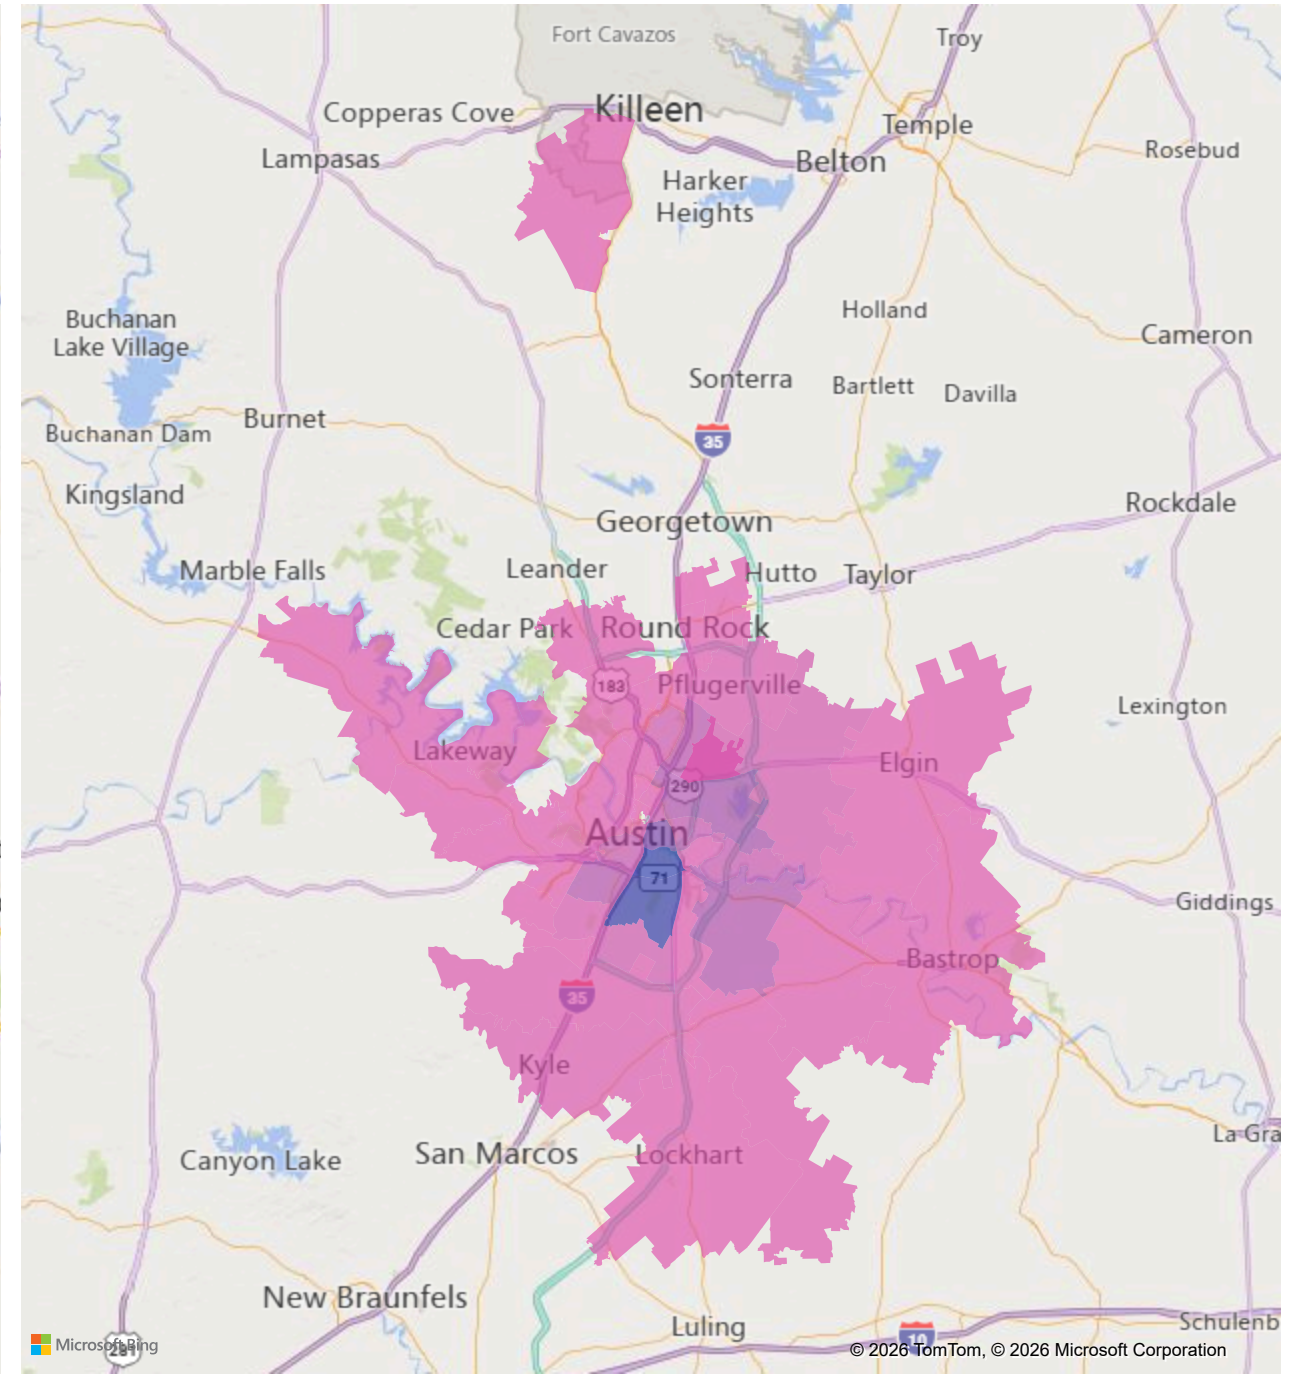 Fort Cavazos
Troy
Copperas Cove
Killeen
Temple
Lampasas
Belton
Rosebud
Harker
Heights
Buchanan
Lake Village
Holland
Cameron
Sonterra
Bartlett
Davilla
Burnet
Buchanan Dam
35
Kingsland
Georgetown
Rockdale
Marble Falls
Leander
Hutto
Taylor
Cedar Park
Round Rock
183
Pflugerville
Lexington
Lakeway
Elgin
290
Austin
71
Giddings
Bastrop
35
Kyle
San Marcos
Lockhart
La Gra
Canyon Lake
New Braunfels
Luling
Schulenb
10
Microsoft Bing
281
© 2026 TomTom, © 2026 Microsoft Corporation